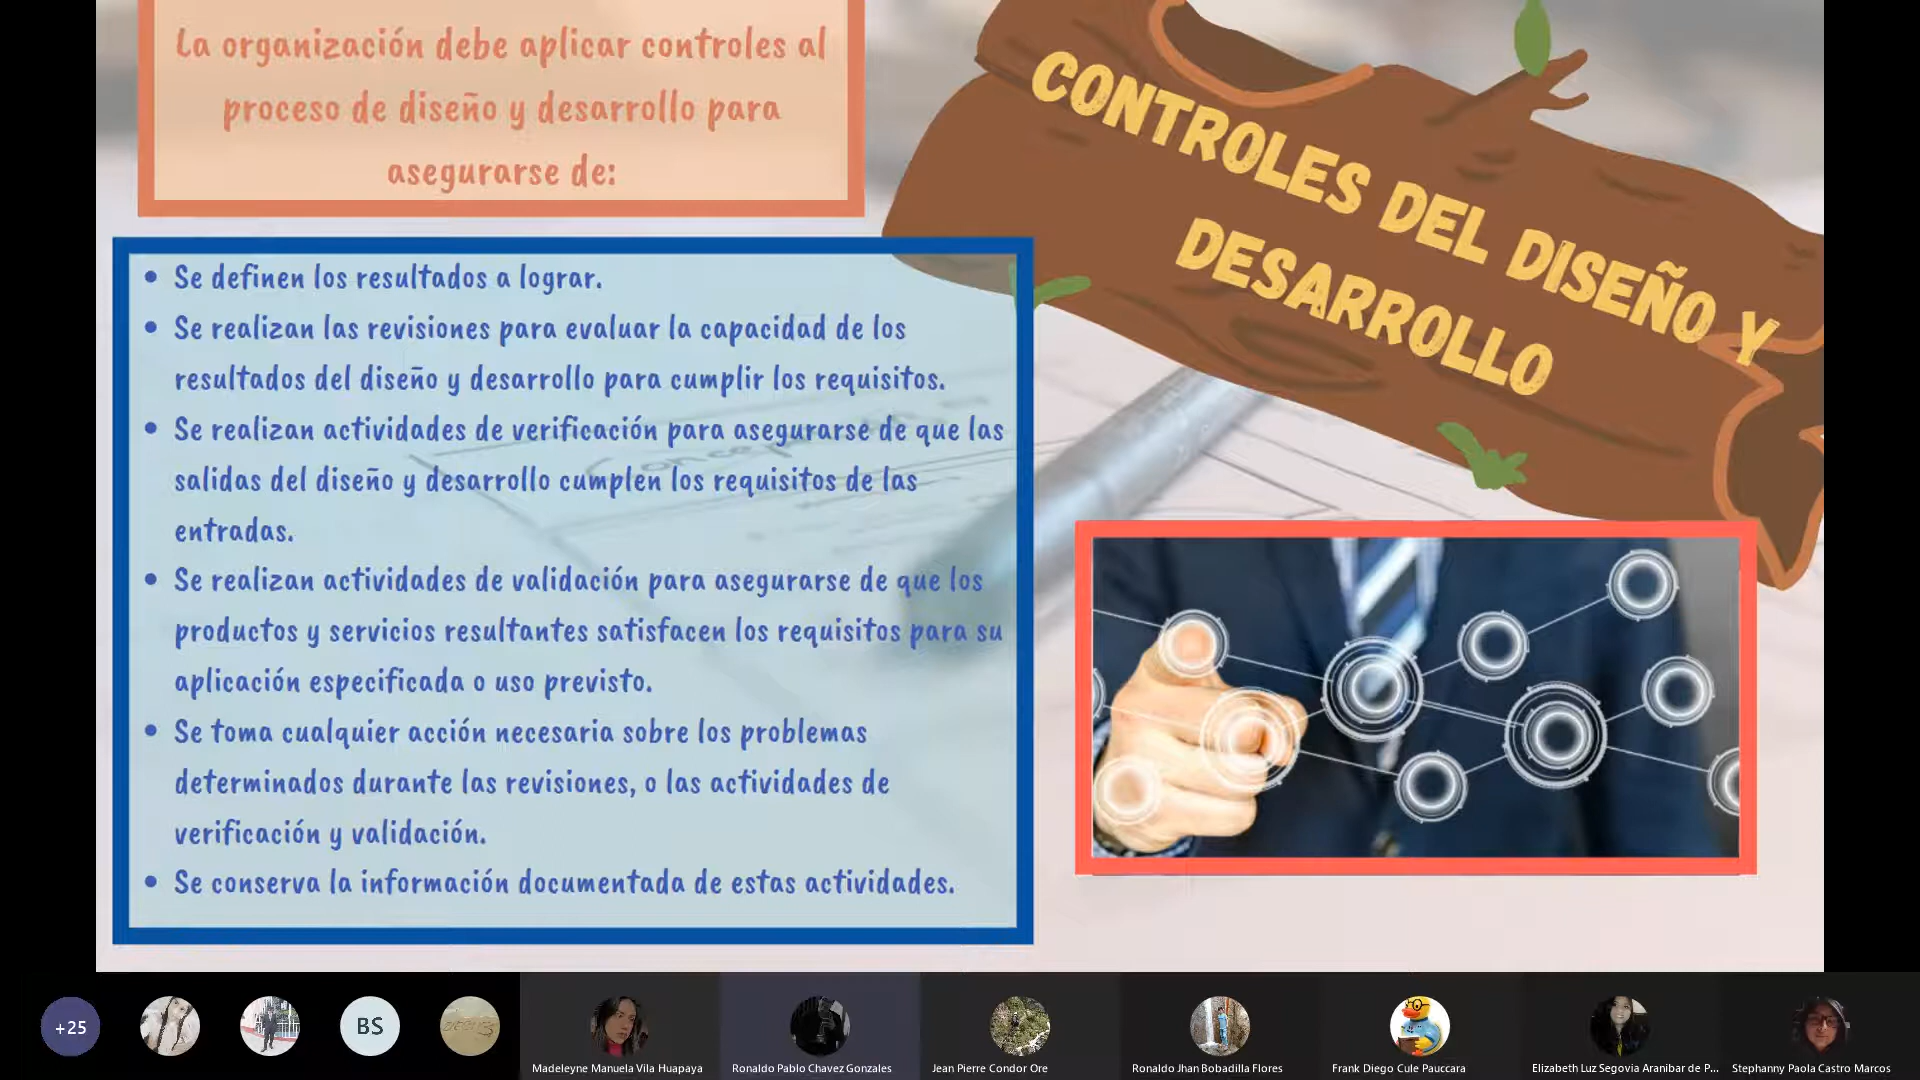 La organización debe aplicar controles al
proceso de diseño y desarrollo para
asegurarse de:
CONTROLES DEL DISEÑO Y
DESARROLLO
• Se definen los resultados a lograr.
• Se realizan las revisiones para evaluar la capacidad de los
resultados del diseño y desarrollo para cumplir los requisitos.
• Se realizan actividades de verificación para asegurarse de que las
salidas del diseño y desarrollo cumplen los requisitos de las
entradas.
• Se realizan actividades de validación para asegurarse de que los
productos y servicios resultantes satisfacen los requisitos para su
aplicación especificada o uso previsto.
• Se toma cualquier acción necesaria sobre los problemas
determinados durante las revisiones, o las actividades de
verificación y validación.
• Se conserva la información documentada de estas actividades.
+25
BS
Madeleyne Manuela Vila Huapaya
Ronaldo Pablo Chavez Gonzales
Jean Pierre Condor Ore
Ronaldo Jhan Bobadilla Flores
Frank Diego Cule Pauccara
Elizabeth Luz Segovia Aranibar de P...
Stephanny Paola Castro Marcos